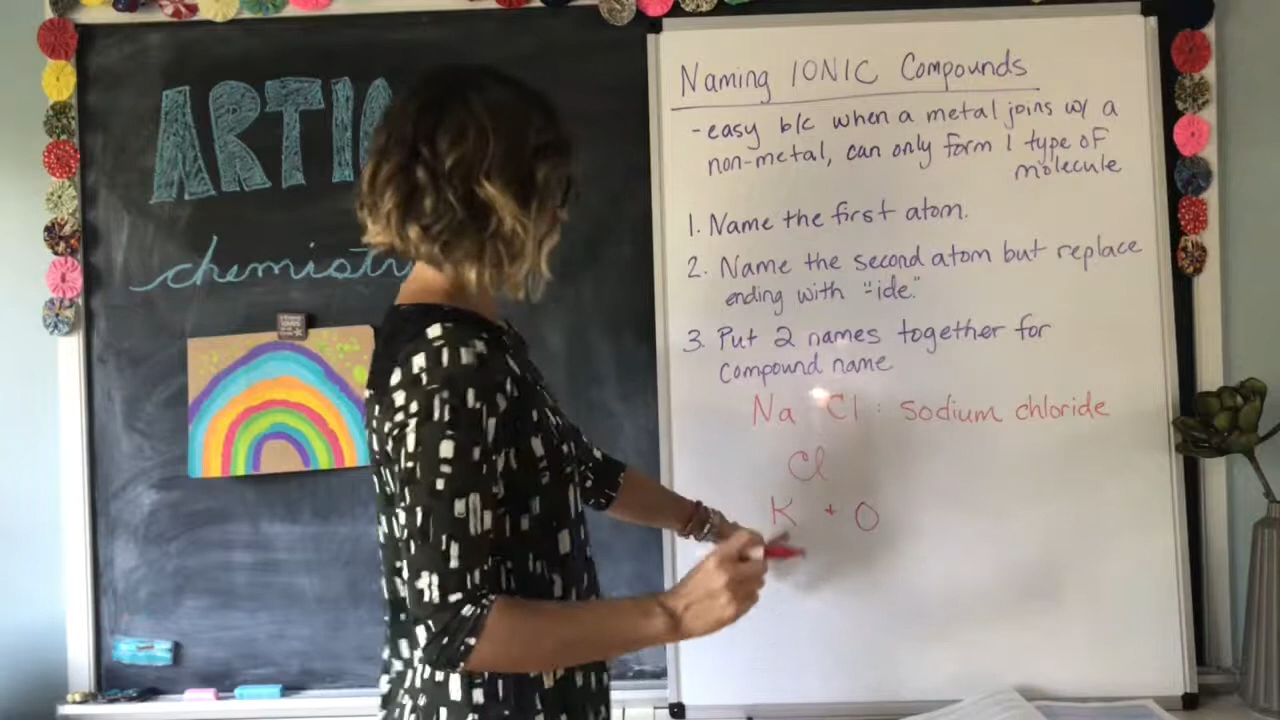 ARTIC
chemistr
Naming IONIC Compounds
-easy b/c when a metal joins w/ a
non-metal, can only form 1 type of
molecule
1. Name the first atom.
2. Name the second atom but replace
ending with "-ide."
3. Put 2 names together for
compound name
Na Cl : sodium chloride
Cl
K + O